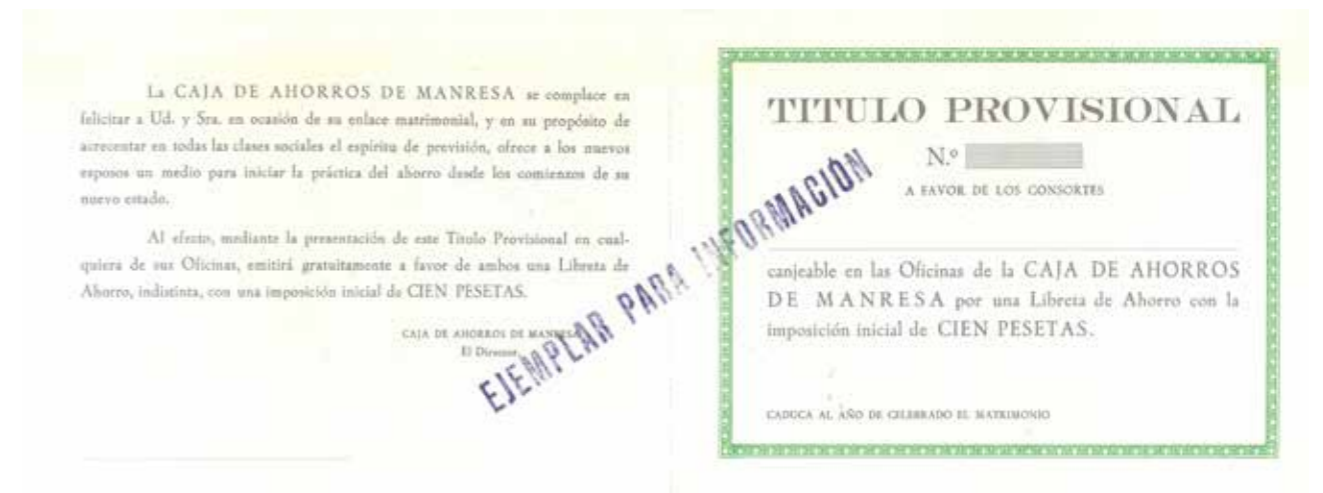 La CAJA DE AHORROS DE MANRESA se complace en
felicitar a Ud. y Sra. en ocasión de su enlace matrimonial, y en su propósito de
acrecentar en todas las clases sociales el espíritu de previsión, ofrece a los nuevos
esposos un medio para iniciar la práctica del ahorro desde los comienzos de su
nuevo estado.
Al efecto, mediante la presentación de este Título Provisional en cual-
quiera de sus Oficinas, emitirá gratuitamente a favor de ambos una Libreta de
Ahorro, indistinta, con una imposición inicial de CIEN PESETAS.
CAJA DE AHORROS DE MANRESA
El Director,
EJEMPLAR PARA INFORMACIÓN
TITULO PROVISIONAL
N.º
A FAVOR DE LOS CONSORTES
canjeable en las Oficinas de la CAJA DE AHORROS
DE MANRESA por una Libreta de Ahorro con la
imposición inicial de CIEN PESETAS.
CADUCA AL AÑO DE CELEBRADO EL MATRIMONIO